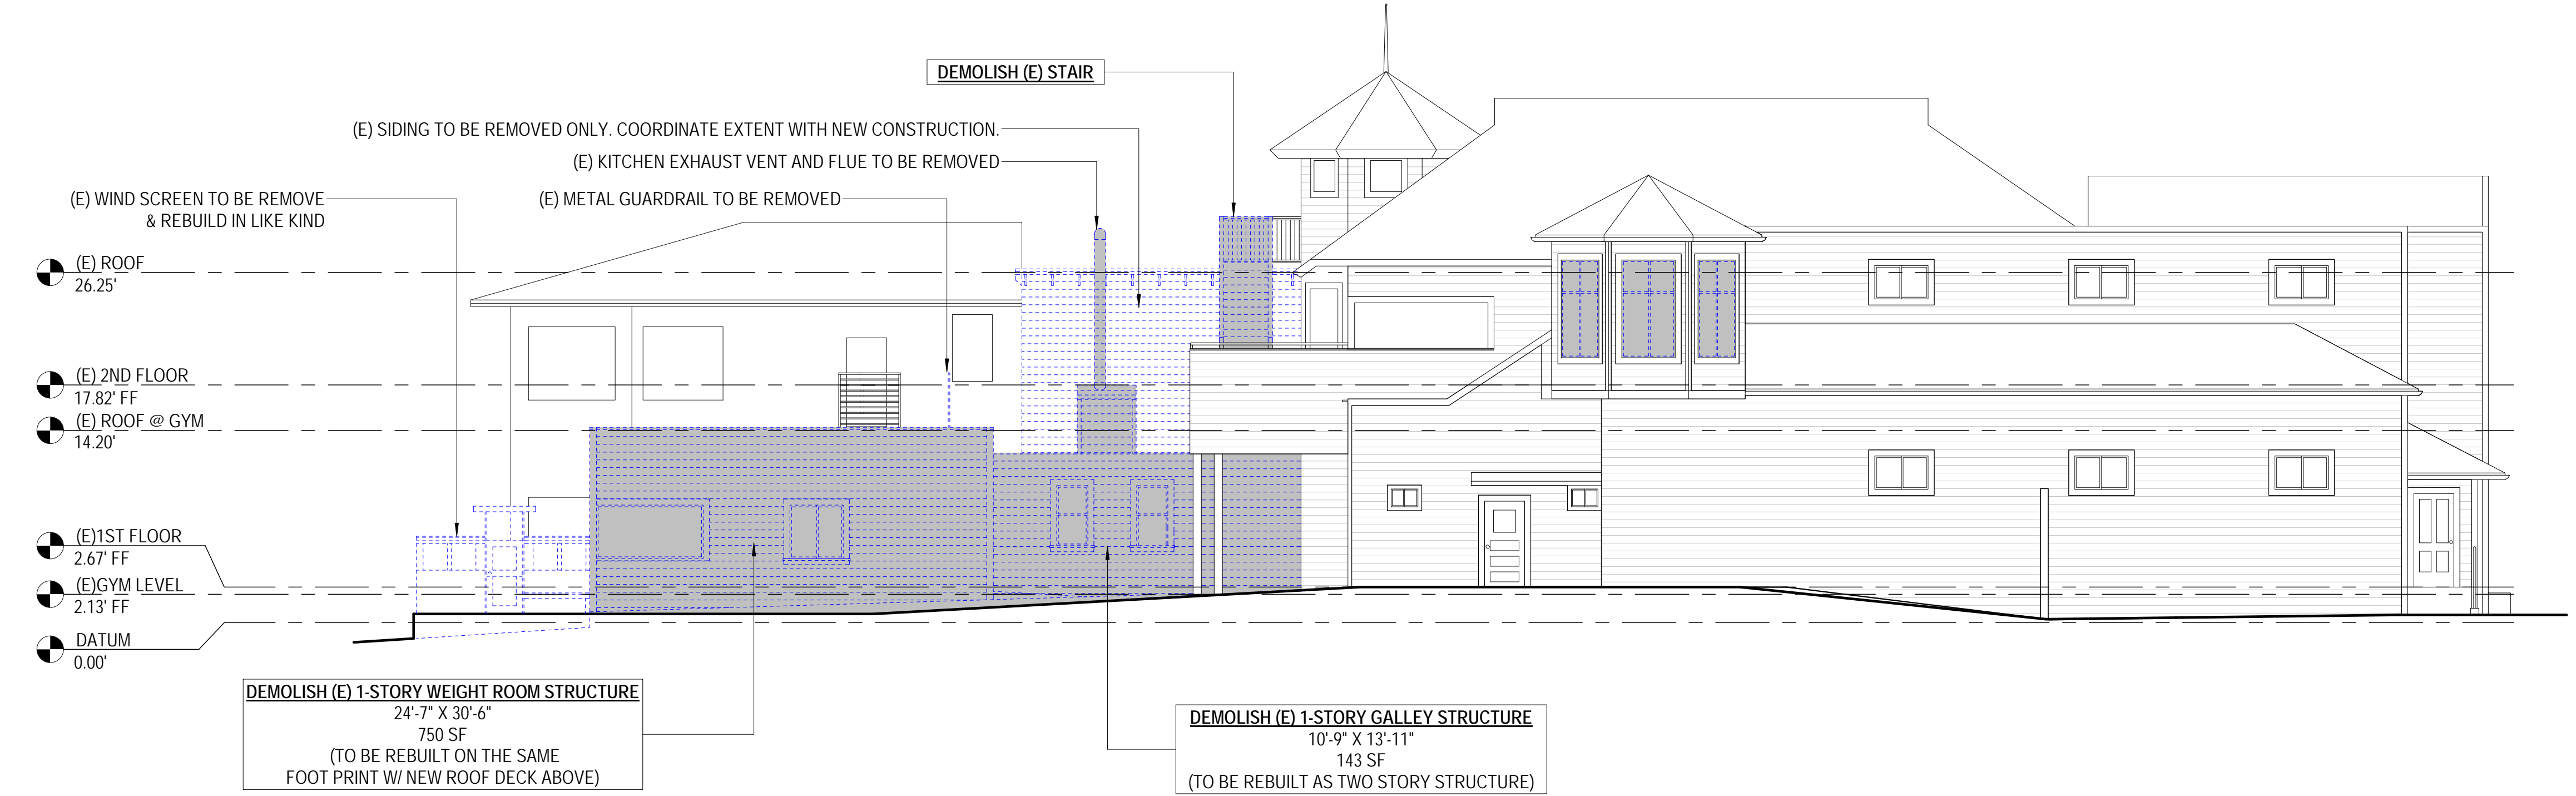 DEMOLISH (E) STAIR
(E) SIDING TO BE REMOVED ONLY. COORDINATE EXTENT WITH NEW CONSTRUCTION.
(E) KITCHEN EXHAUST VENT AND FLUE TO BE REMOVED
(E) WIND SCREEN TO BE REMOVE
& REBUILD IN LIKE KIND
(E) METAL GUARDRAIL TO BE REMOVED
(E) ROOF
26.25'
(E) 2ND FLOOR
17.82' FF
(E) ROOF @ GYM
14.20'
(E)1ST FLOOR
2.67' FF
(E)GYM LEVEL
2.13' FF
DATUM
0.00'
DEMOLISH (E) 1-STORY WEIGHT ROOM STRUCTURE
24'-7" X 30'-6"
750 SF
(TO BE REBUILT ON THE SAME
FOOT PRINT W/ NEW ROOF DECK ABOVE)
DEMOLISH (E) 1-STORY GALLEY STRUCTURE
10'-9" X 13'-11"
143 SF
(TO BE REBUILT AS TWO STORY STRUCTURE)